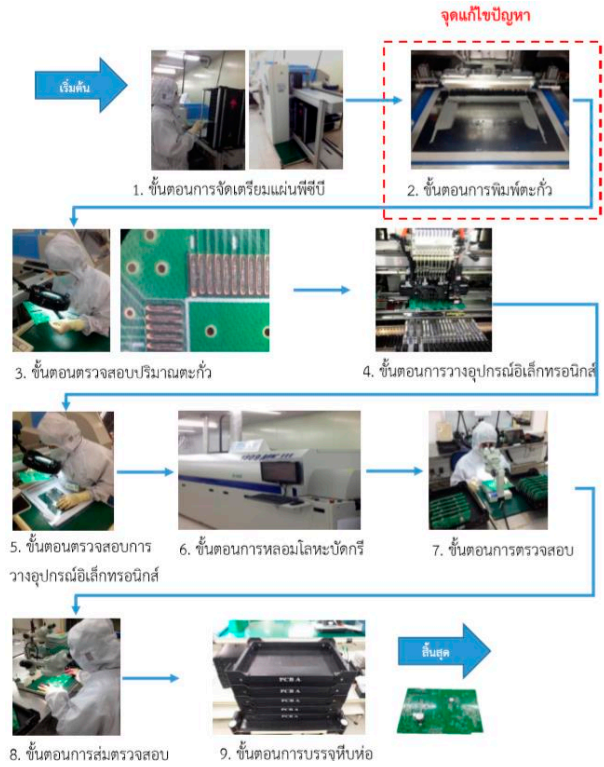 จุดแก้ไขปัญหา
เริ่มต้น
1. ขั้นตอนการจัดเตรียมแผ่นพีซีบี
2. ขั้นตอนการพิมพ์ตะกั่ว
3. ขั้นตอนตรวจสอบปริมาณตะกั่ว
4. ขั้นตอนการวางอุปกรณ์อิเล็กทรอนิกส์
5. ขั้นตอนตรวจสอบการ
วางอุปกรณ์อิเล็กทรอนิกส์
6. ขั้นตอนการหลอมโลหะบัดกรี
7. ขั้นตอนการตรวจสอบ
8. ขั้นตอนการสุ่มตรวจสอบ
PCB A
PCB A
PCB A
PCB A
9. ขั้นตอนการบรรจุหีบห่อ
สิ้นสุด